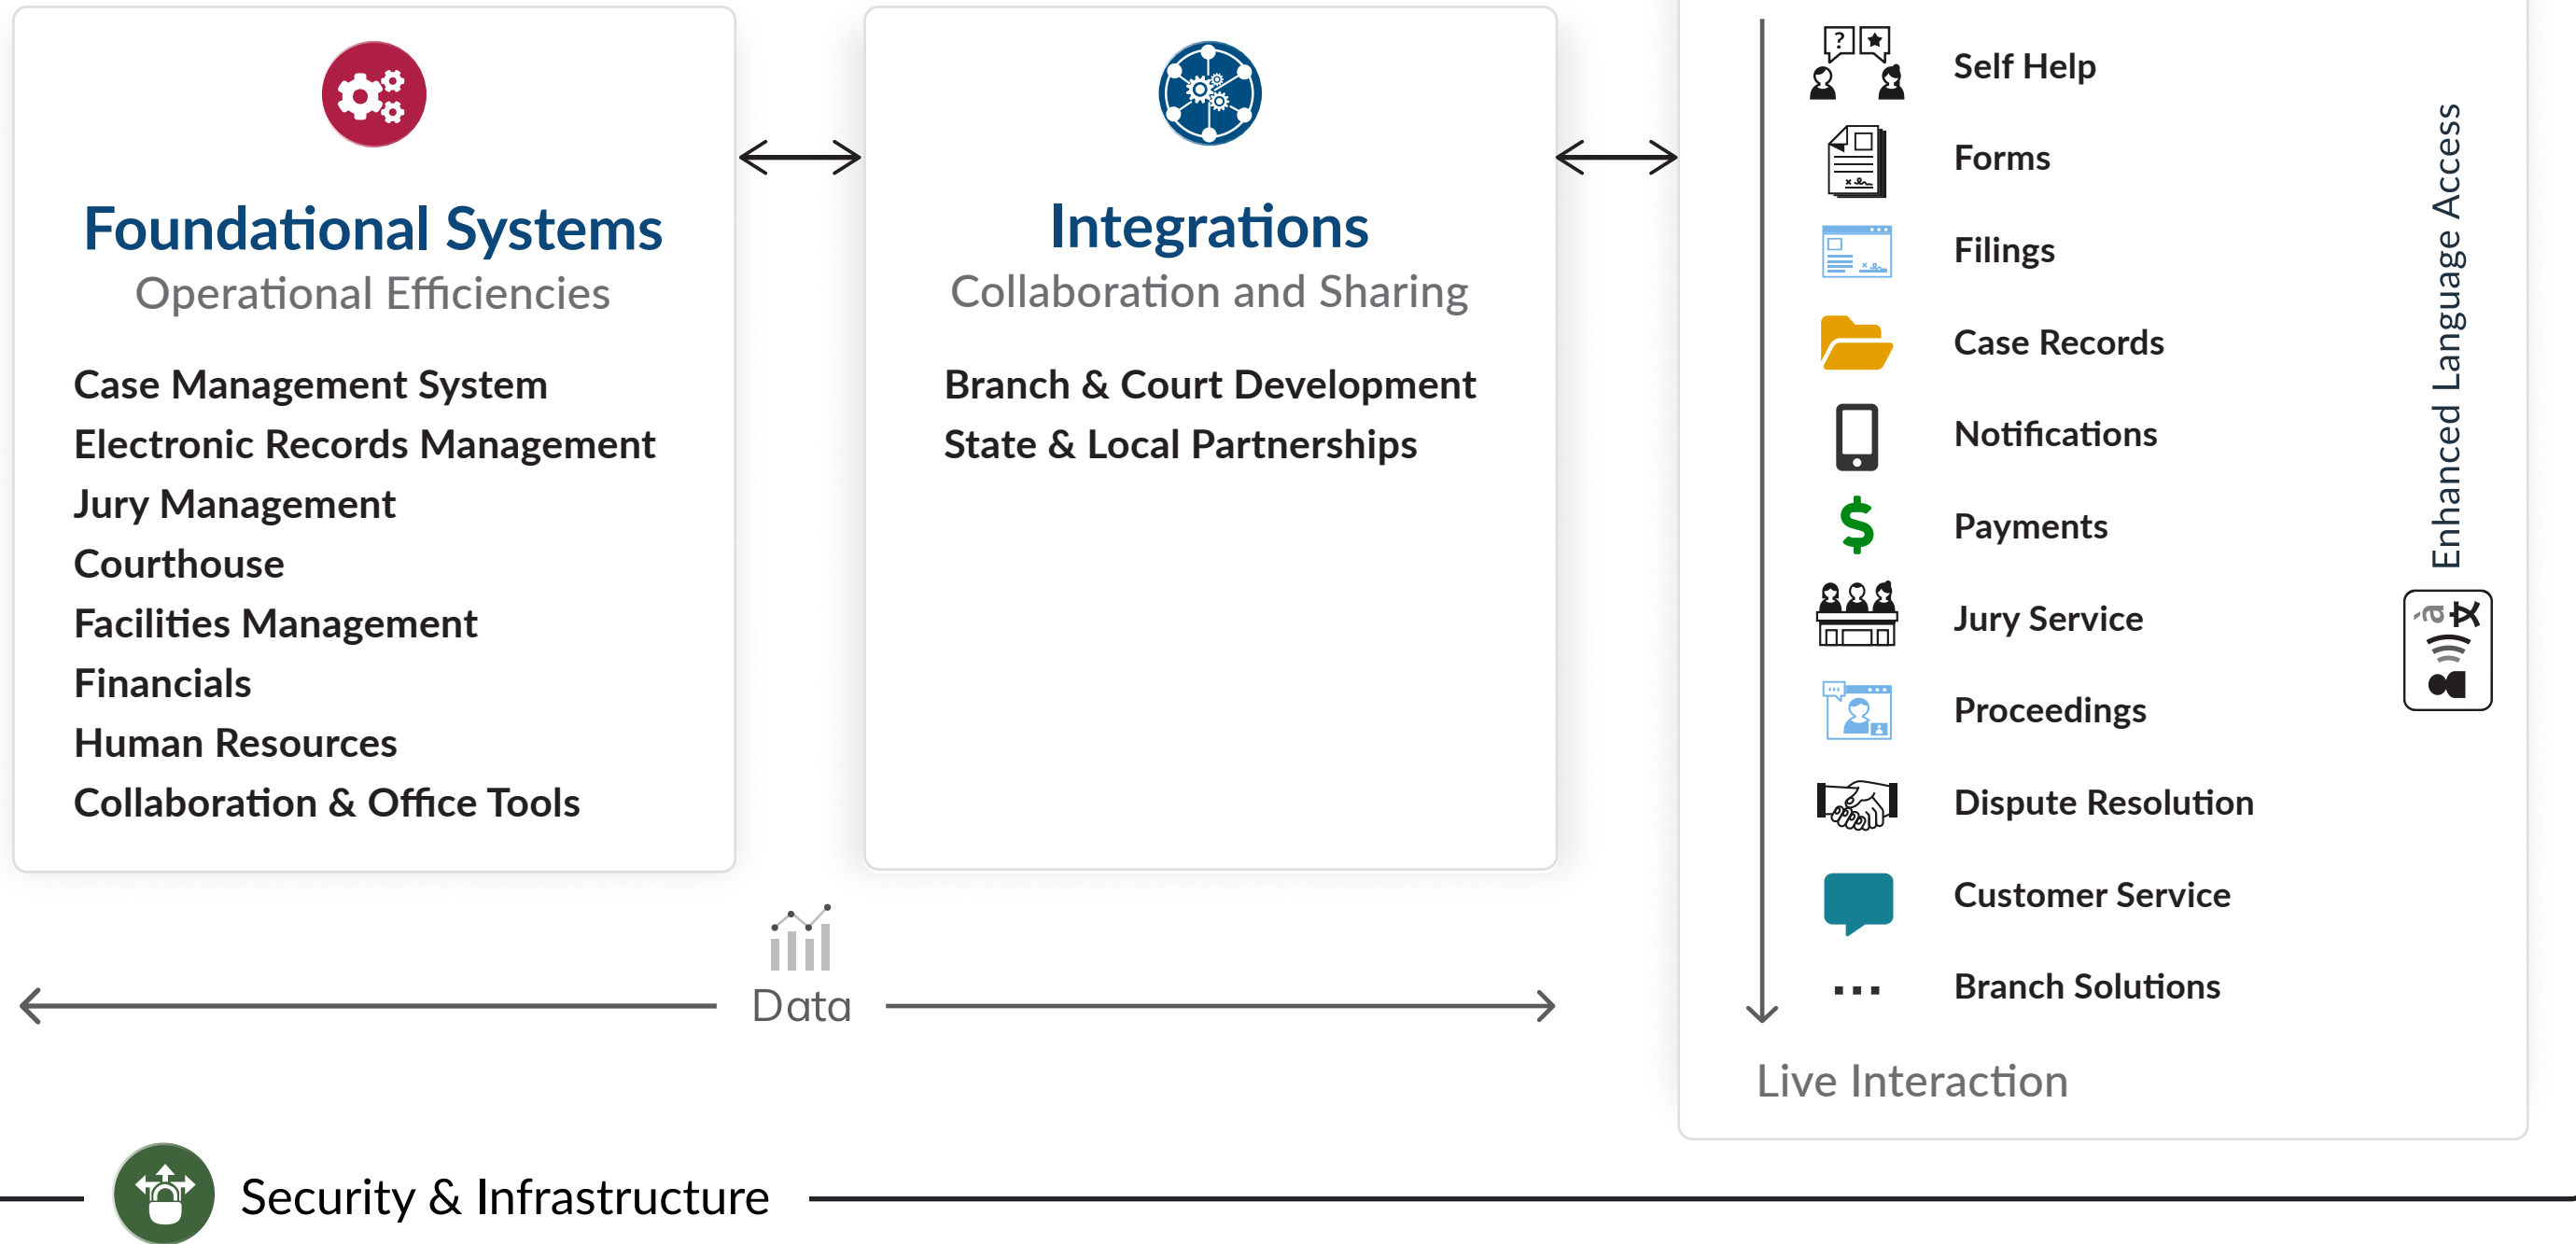 Foundational Systems
Operational Efficiencies
Case Management System
Electronic Records Management
Jury Management
Courthouse
Facilities Management
Financials
Human Resources
Collaboration & Office Tools
Integrations
Collaboration and Sharing
Branch & Court Development
State & Local Partnerships
Self Help
Forms
Filings
Case Records
Notifications
Payments
Jury Service
Proceedings
Dispute Resolution
Customer Service
Branch Solutions
Live Interaction
Enhanced Language Access
Data
Security & Infrastructure